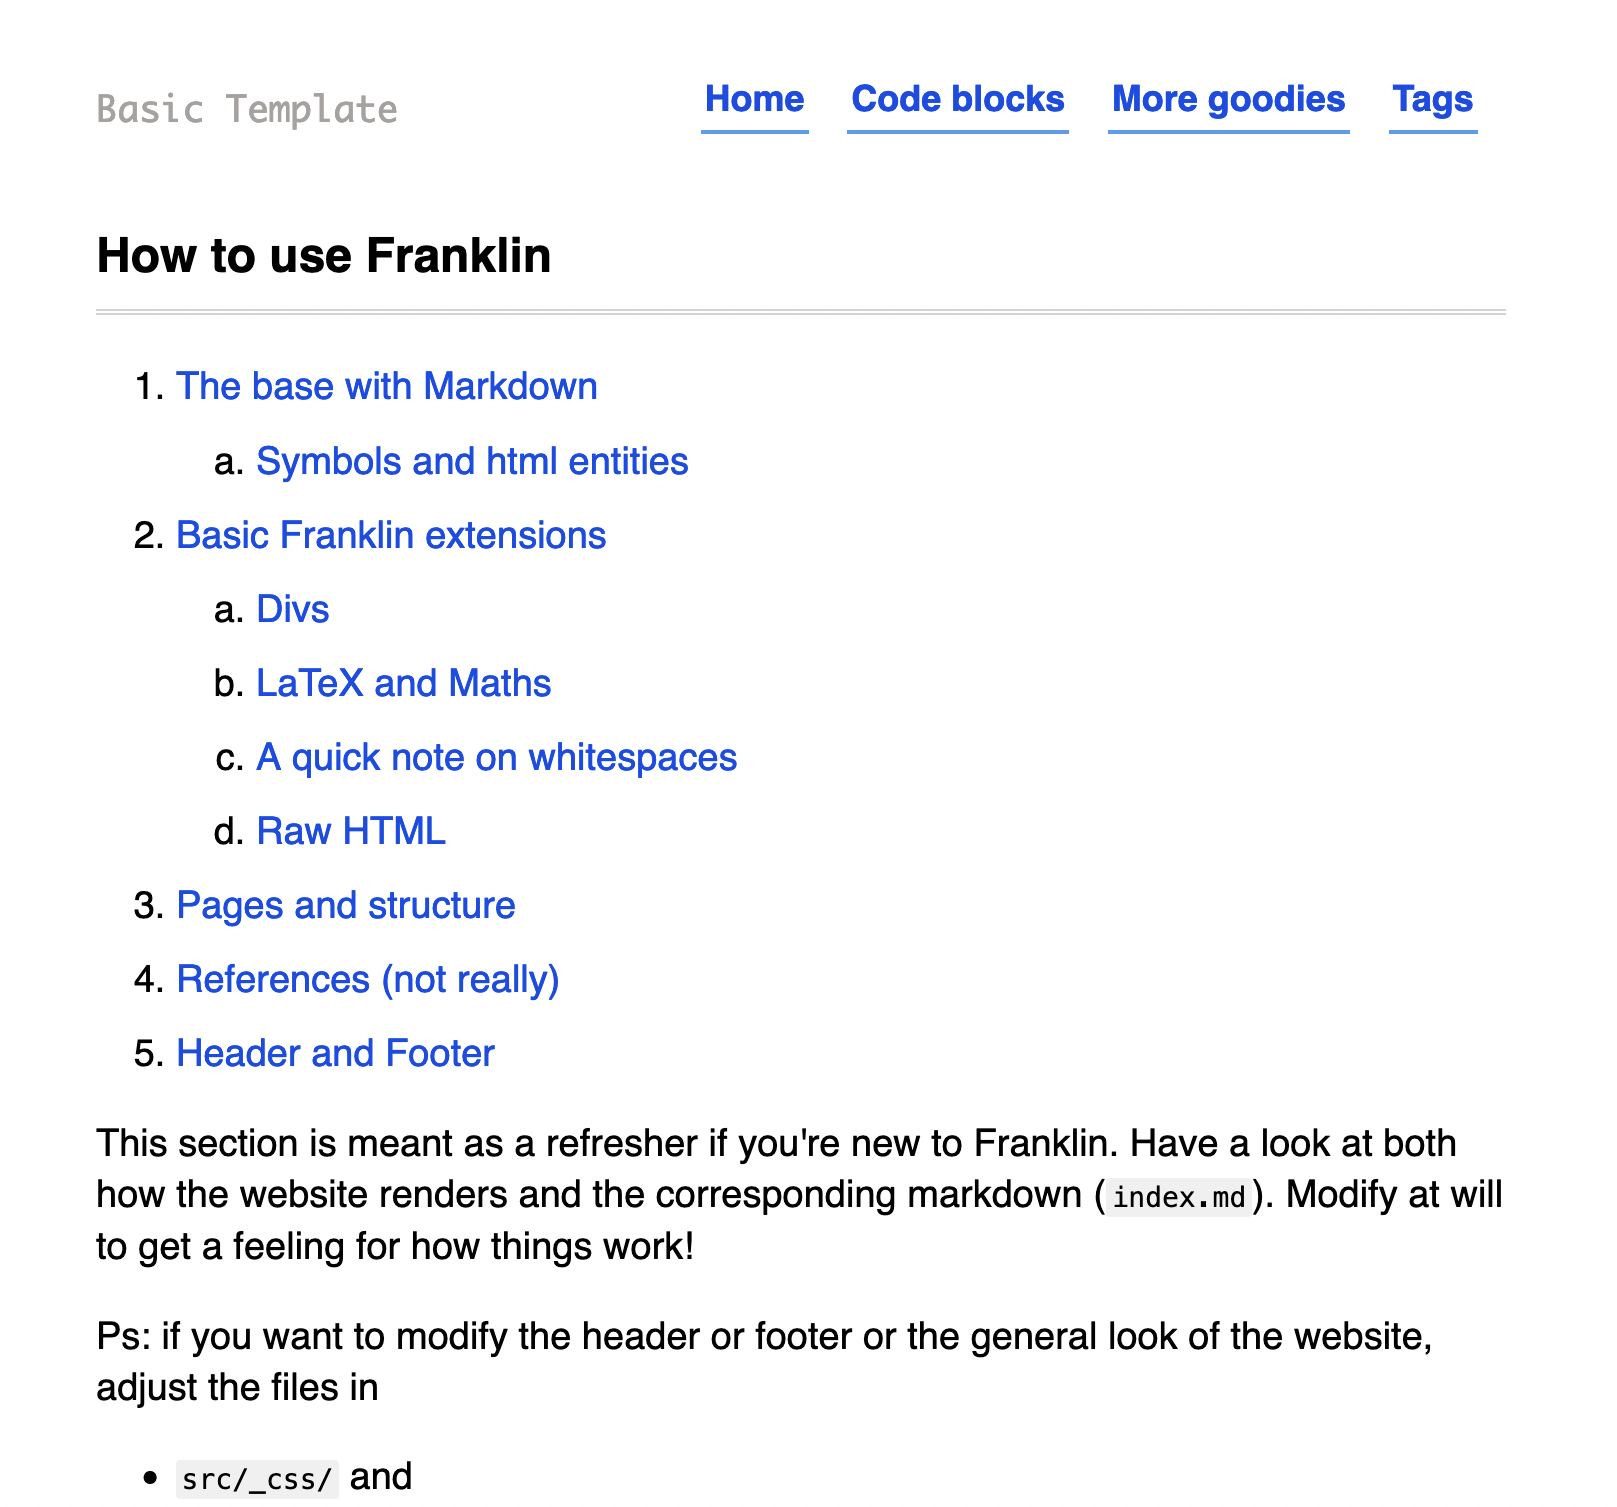 Basic Template
Home Code blocks More goodies Tags
How to use Franklin
1. The base with Markdown
a. Symbols and html entities
2. Basic Franklin extensions
a. Divs
b. LaTeX and Maths
c. A quick note on whitespaces
d. Raw HTML
3. Pages and structure
4. References (not really)
5. Header and Footer
This section is meant as a refresher if you're new to Franklin. Have a look at both
how the website renders and the corresponding markdown (index.md). Modify at will
to get a feeling for how things work!
Ps: if you want to modify the header or footer or the general look of the website,
adjust the files in
• src/_css/ and